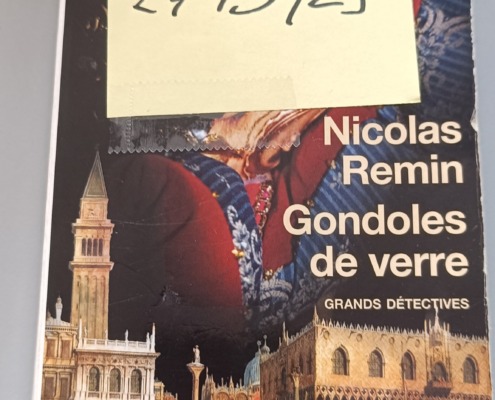 Nicolas
Remin
Gondoles
de verre
GRANDS DÉTECTIVES